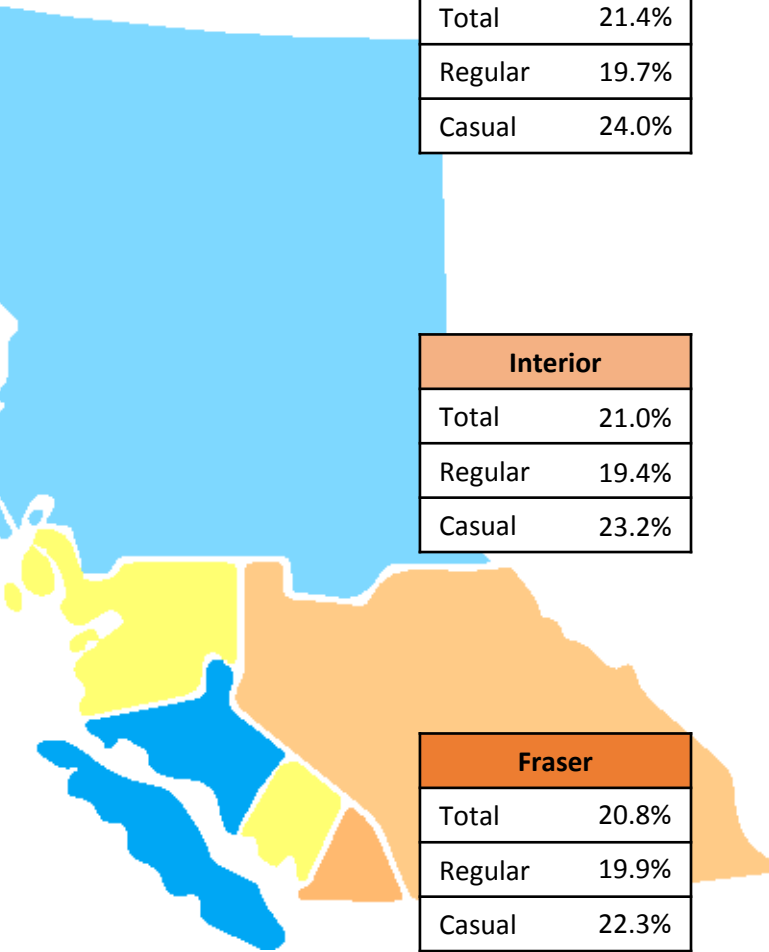 Total 21.4%
Regular 19.7%
Casual 24.0%
Interior
Total 21.0%
Regular 19.4%
Casual 23.2%
Fraser
Total 20.8%
Regular 19.9%
Casual 22.3%